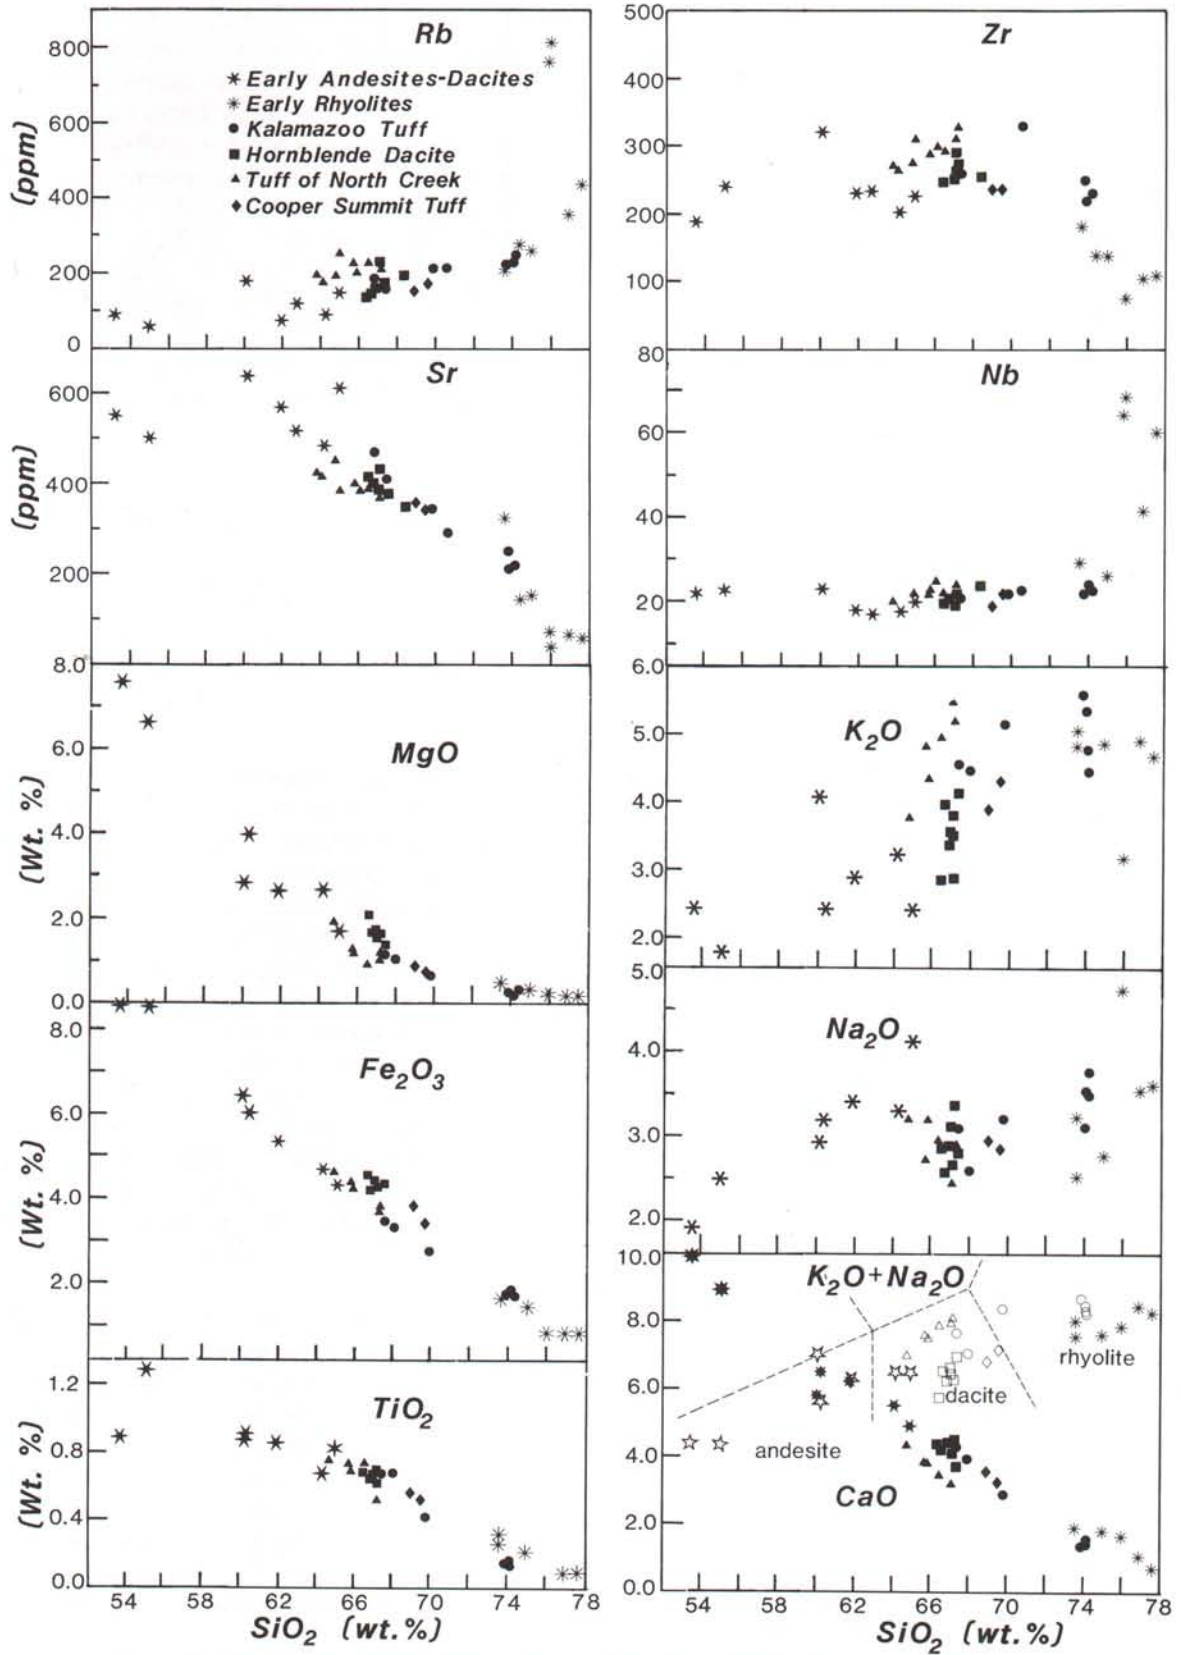 Rb
800
600
400
200
0
(ppm)
Early Andesites-Dacites
Early Rhyolites
Kalamazoo Tuff
Hornblende Dacite
Tuff of North Creek
Cooper Summit Tuff
Sr
600
400
200
(ppm)
MgO
8.0
6.0
4.0
2.0
0.0
(Wt. %)
Fe2O3
8.0
6.0
4.0
2.0
(Wt. %)
TiO2
1.2
0.8
0.4
0.0
(Wt. %)
54 58 62 66 70 74 78
SiO2 (wt.%)
Zr
500
400
300
200
100
Nb
80
60
40
20
K2O
6.0
5.0
4.0
3.0
2.0
Na2O
5.0
4.0
3.0
2.0
K2O+Na2O
10.0
8.0
6.0
4.0
2.0
0.0
rhyolite
dacite
andesite
CaO
54 58 62 66 70 74 78
SiO2 (wt.%)